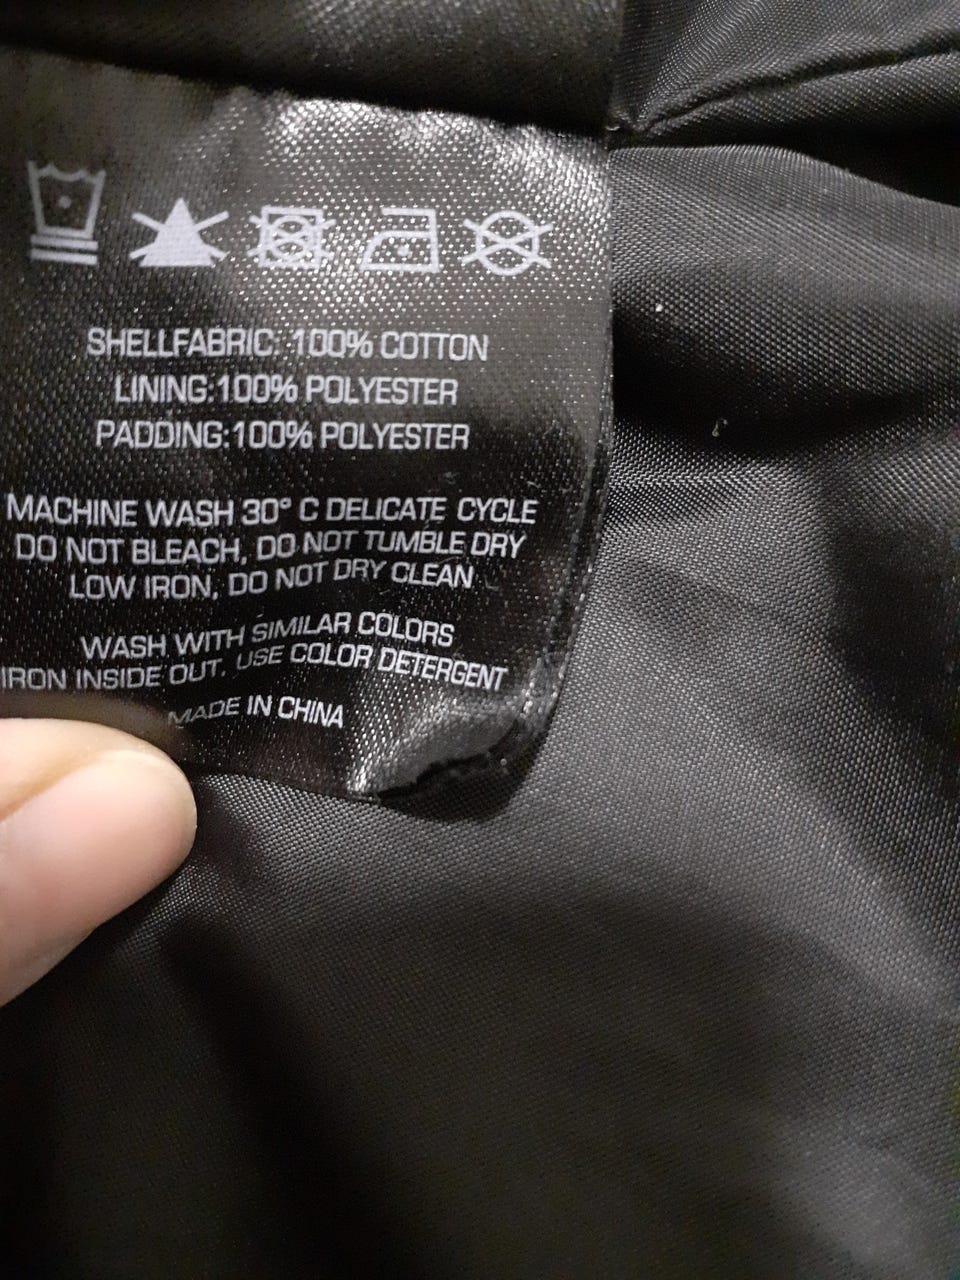 SHELLFABRIC: 100% COTTON
LINING:100% POLYESTER
PADDING:100% POLYESTER
MACHINE WASH 30° C DELICATE CYCLE
DO NOT BLEACH, DO NOT TUMBLE DRY
LOW IRON, DO NOT DRY CLEAN
WASH WITH SIMILAR COLORS
IRON INSIDE OUT. USE COLOR DETERGENT
MADE IN CHINA